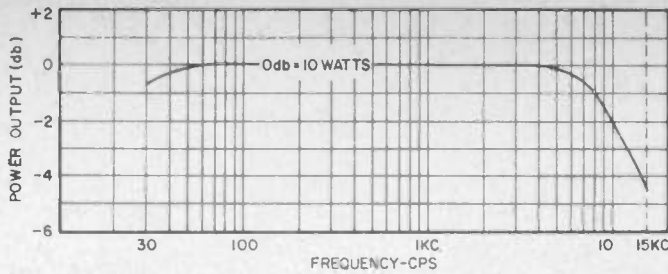 +2
0
-2
-4
-6
POWER OUTPUT (db)
0db = 10 WATTS
30
100
1KC
10
15KC
FREQUENCY-CPS